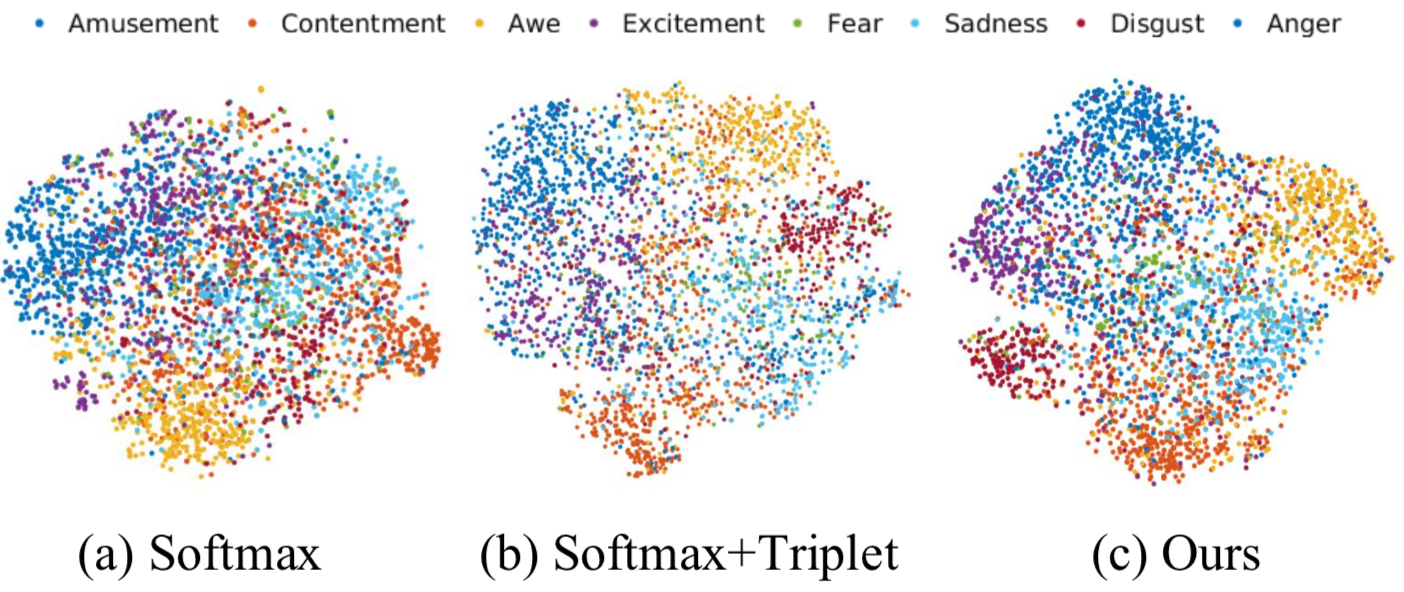 Amusement Contentment Awe Excitement Fear Sadness Disgust Anger
(a) Softmax (b) Softmax+Triplet (c) Ours